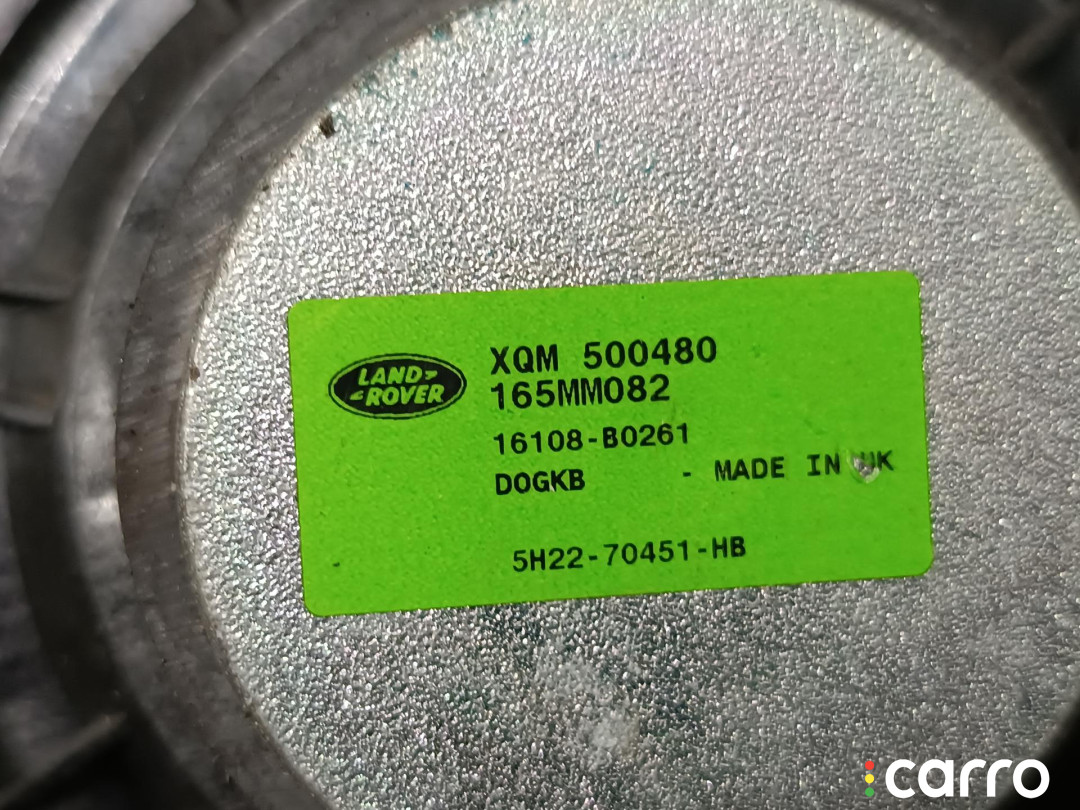 LAND
ROVER
XQM 500480
165MM082
16108-B0261
DOGKB - MADE IN UK
5H22-70451-HB
carro